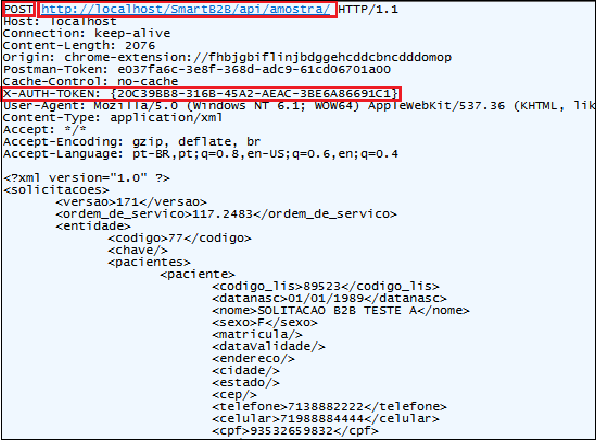 POST http://localhost/SmartB2B/api/amostra/ HTTP/1.1
Host: localhost
Connection: keep-alive
Content-Length: 2076
Origin: chrome-extension://fhbjgbiflinjbdggehcddcbncdddomop
Postman-Token: e037fa6c-3e8f-368d-adc9-61cd06701a00
Cache-Control: no-cache
X-AUTH-TOKEN: {20C39BB8-316B-45A2-AEAC-3BE6A86691C1}
User-Agent: Mozilla/5.0 (Windows NT 6.1; WOW64) AppleWebKit/537.36 (KHTML, lik
Content-Type: application/xml
Accept: */*
Accept-Encoding: gzip, deflate, br
Accept-Language: pt-BR,pt;q=0.8,en-US;q=0.6,en;q=0.4
<?xml version="1.0" ?>
<solicitacoes>
<versao>171</versao>
<ordem_de_servico>117.2483</ordem_de_servico>
<entidade>
<codigo>77</codigo>
<chave/>
<pacientes>
<paciente>
<codigo_lis>89523</codigo_lis>
<datanasc>01/01/1989</datanasc>
<nome>SOLITACAO B2B TESTE A</nome>
<sexo>F</sexo>
<matricula/>
<dataValidade/>
<endereco/>
<cidade/>
<estado/>
<cep/>
<telefone>7138882222</telefone>
<celular>71988884444</celular>
<cpf>93532659832</cpf>